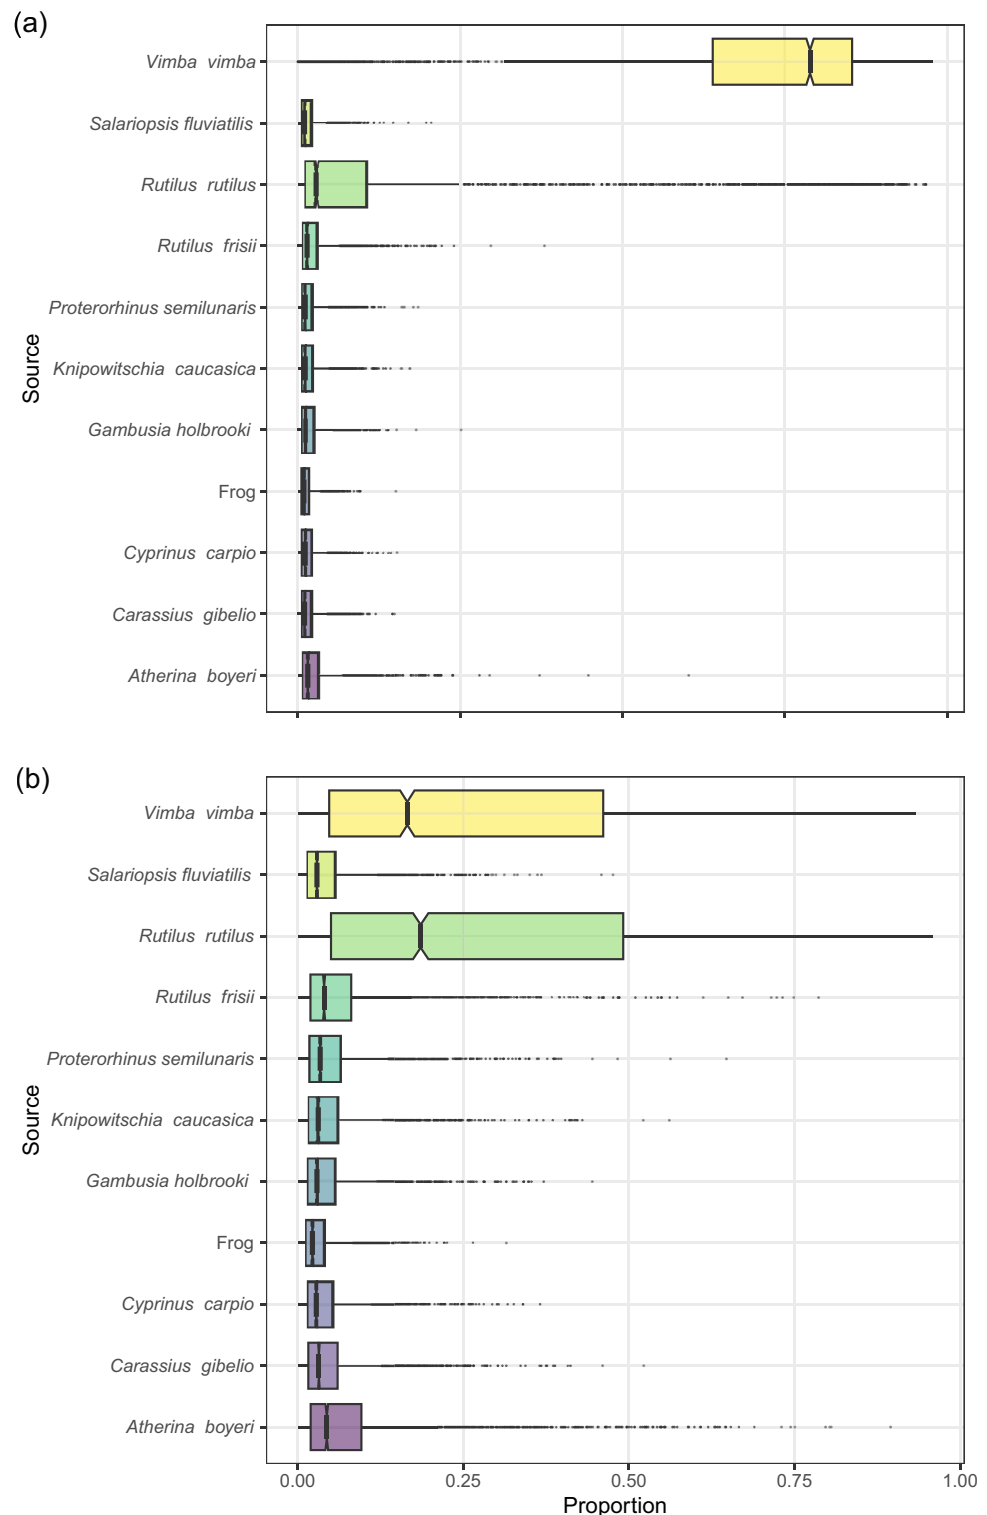 (a)
Vimba vimba
Salariopsis fluviatilis
Rutilus rutilus
Rutilus frisii
Proterorhinus semilunaris
Knipowitschia caucasica
Gambusia holbrooki
Frog
Cyprinus carpio
Carassius gibelio
Atherina boyeri
Source
(b)
Vimba vimba
Salariopsis fluviatilis
Rutilus rutilus
Rutilus frisii
Proterorhinus semilunaris
Knipowitschia caucasica
Gambusia holbrooki
Frog
Cyprinus carpio
Carassius gibelio
Atherina boyeri
Source
0.00 0.25 0.50 0.75 1.00
Proportion